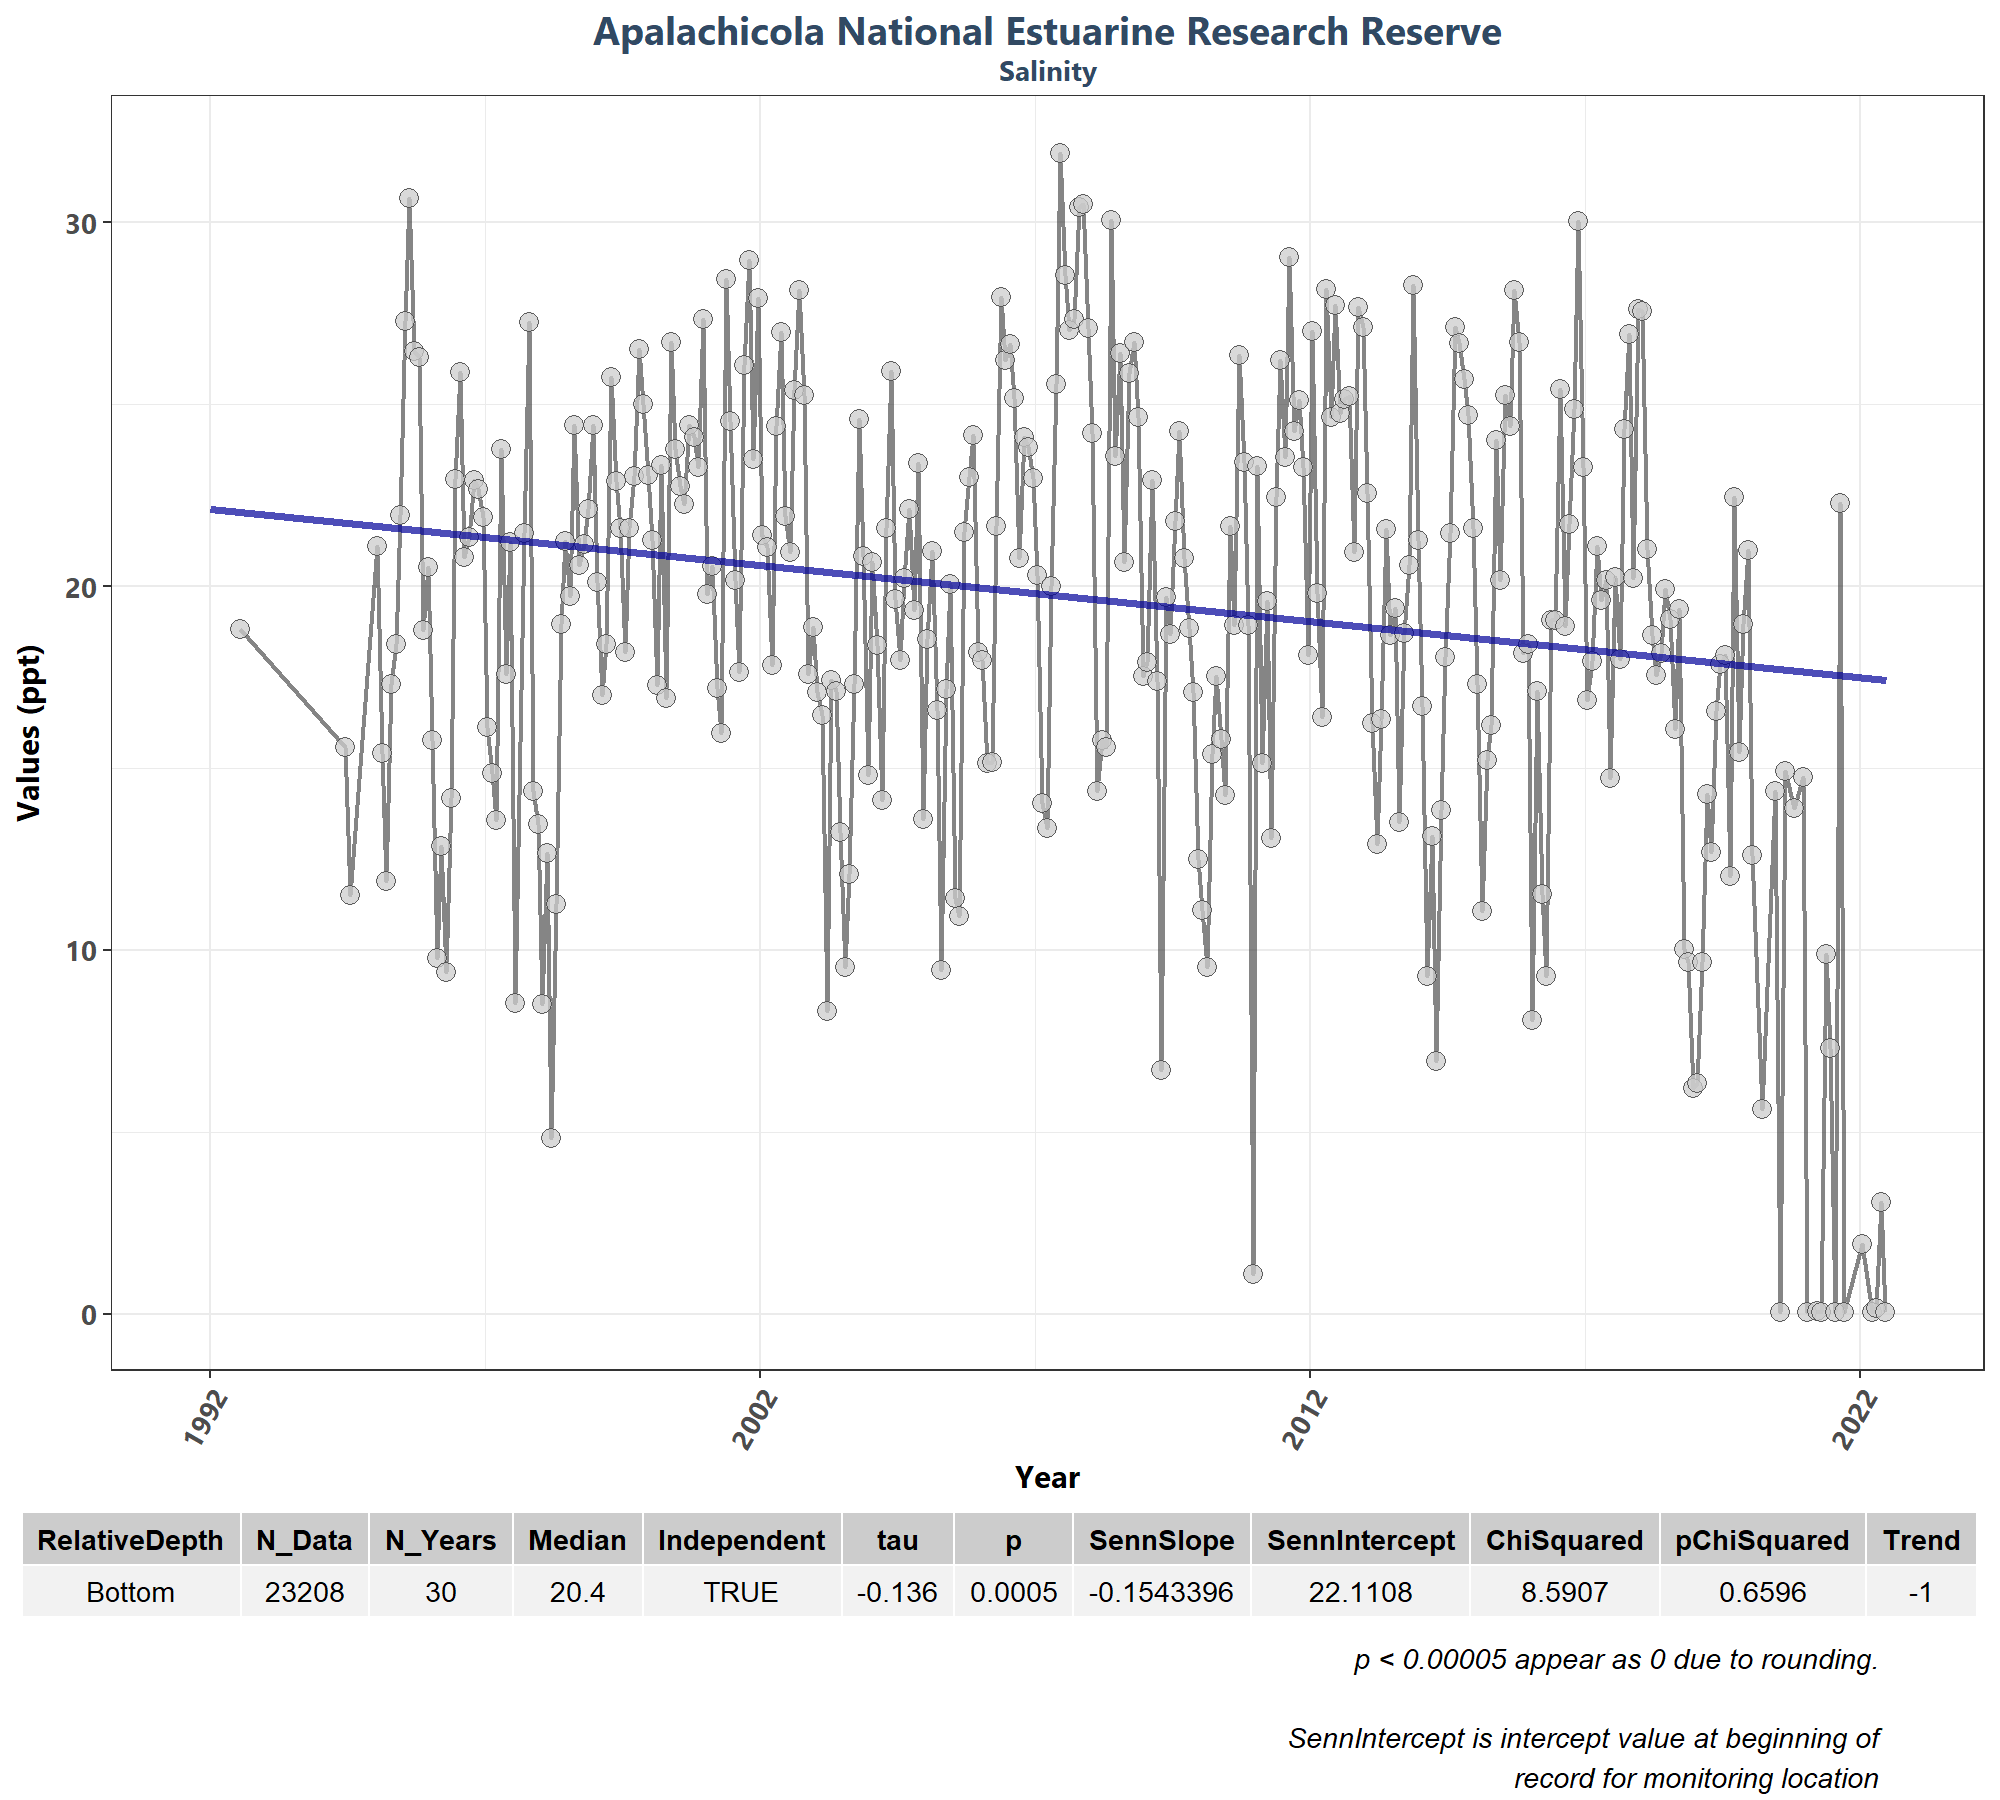 Apalachicola National Estuarine Research Reserve
Salinity
Values (ppt)
30
20
10
0
1992
2002
2012
2022
Year
RelativeDepth N_Data N_Years Median Independent tau p SennSlope SennIntercept ChiSquared pChiSquared Trend
Bottom 23208 30 20.4 TRUE -0.136 0.0005 -0.1543396 22.1108 8.5907 0.6596 -1
p < 0.00005 appear as 0 due to rounding.
SennIntercept is intercept value at beginning of
record for monitoring location